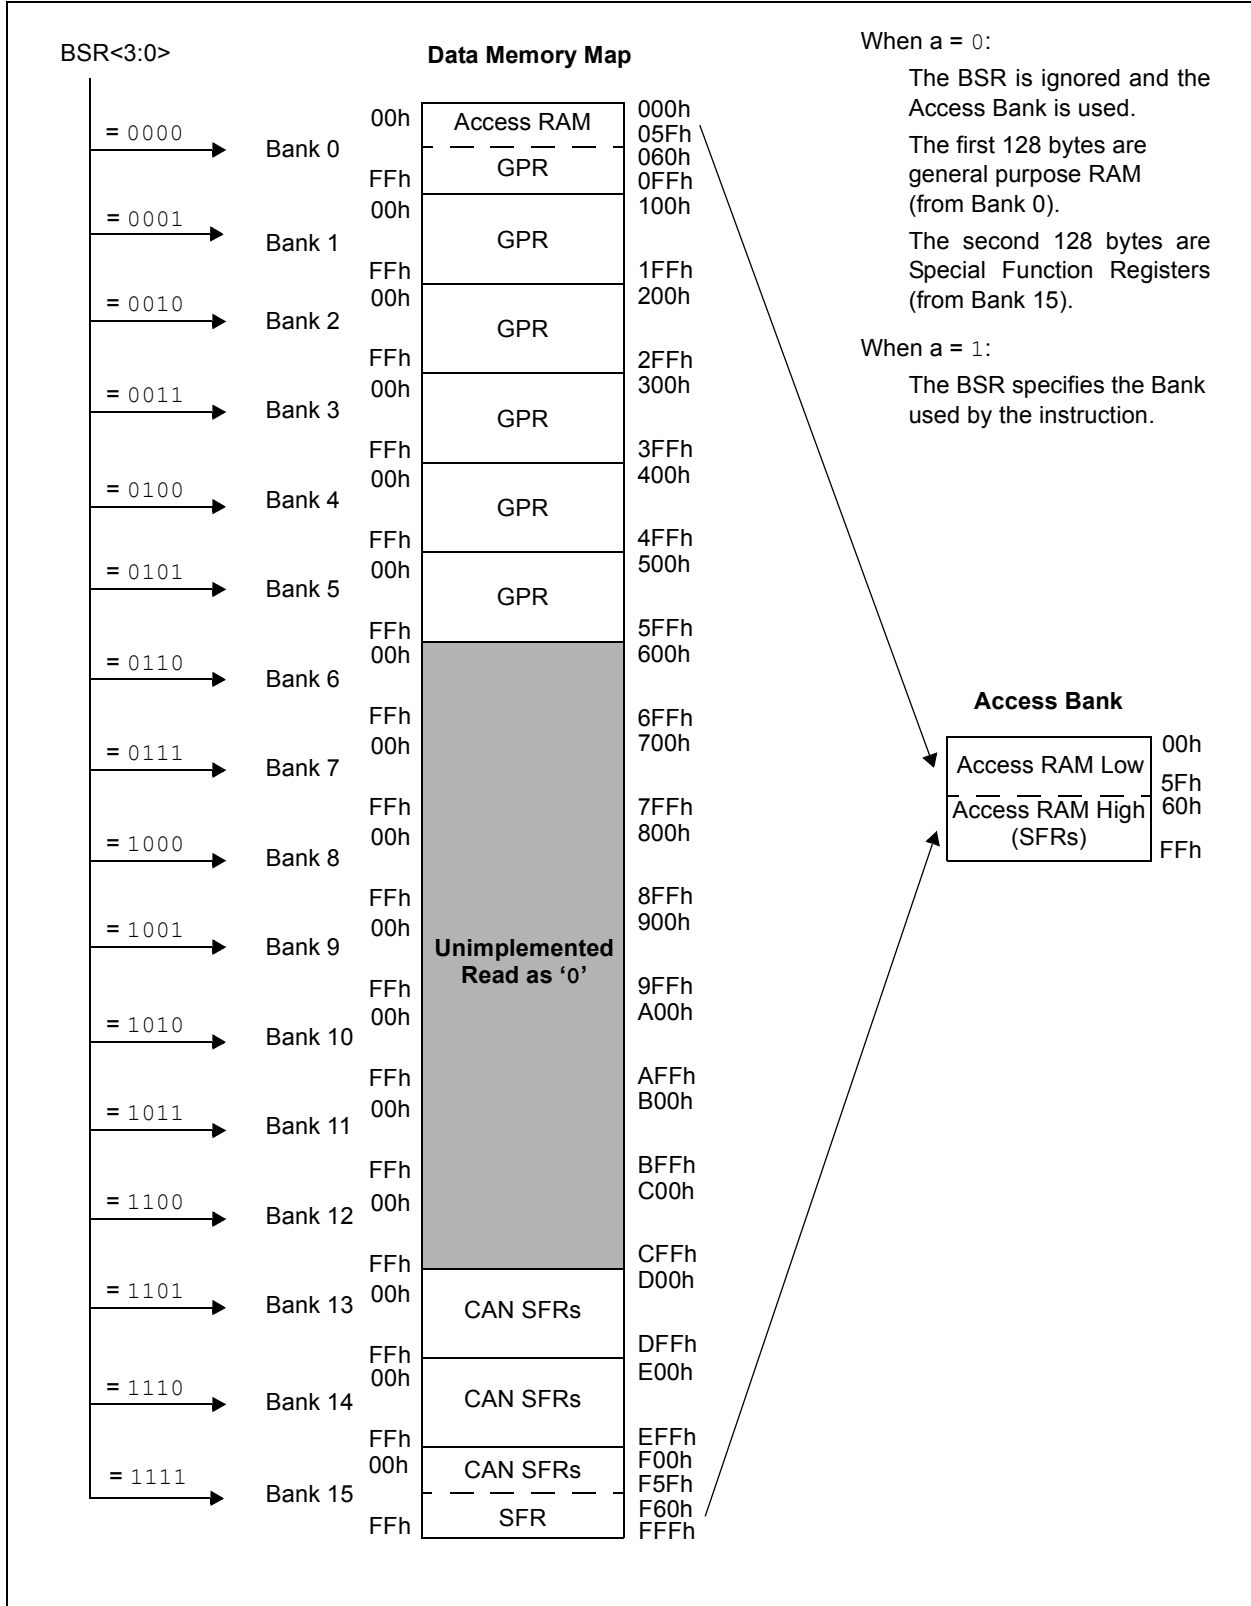 BSR<3:0>
Data Memory Map
When a = 0:
The BSR is ignored and the
Access Bank is used.
The first 128 bytes are
general purpose RAM
(from Bank 0).
The second 128 bytes are
Special Function Registers
(from Bank 15).
When a = 1:
The BSR specifies the Bank
used by the instruction.
= 0000
Bank 0
00h
FFh
Access RAM
GPR
000h
05Fh
060h
0FFh
= 0001
Bank 1
00h
FFh
GPR
100h
1FFh
= 0010
Bank 2
00h
FFh
GPR
200h
2FFh
= 0011
Bank 3
00h
FFh
GPR
300h
3FFh
= 0100
Bank 4
00h
FFh
GPR
400h
4FFh
= 0101
Bank 5
00h
FFh
GPR
500h
5FFh
= 0110
Bank 6
00h
FFh
600h
6FFh
= 0111
Bank 7
00h
FFh
700h
7FFh
= 1000
Bank 8
00h
FFh
800h
8FFh
= 1001
Bank 9
00h
FFh
Unimplemented
Read as ‘0’
900h
9FFh
= 1010
Bank 10
00h
FFh
A00h
AFFh
= 1011
Bank 11
00h
FFh
B00h
BFFh
= 1100
Bank 12
00h
FFh
C00h
CFFh
= 1101
Bank 13
00h
FFh
CAN SFRs
D00h
DFFh
= 1110
Bank 14
00h
FFh
CAN SFRs
E00h
EFFh
= 1111
Bank 15
00h
FFh
CAN SFRs
SFR
F00h
F5Fh
F60h
FFFh
Access Bank
Access RAM Low
Access RAM High
(SFRs)
00h
5Fh
60h
FFh